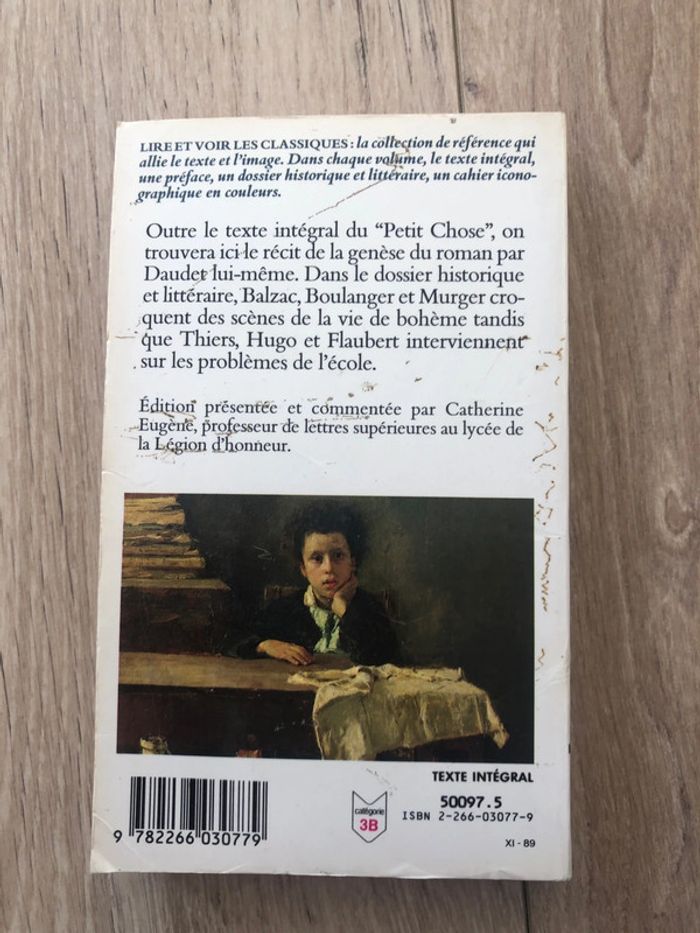 LIRE ET VOIR LES CLASSIQUES : la collection de référence qui
allie le texte et l'image. Dans chaque volume, le texte intégral,
une préface, un dossier historique et littéraire, un cahier icono-
graphique en couleurs.
Outre le texte intégral du “Petit Chose”, on
trouvera ici le récit de la genèse du roman par
Daudet lui-même. Dans le dossier historique
et littéraire, Balzac, Boulanger et Murger cro-
quent des scènes de la vie de bohème tandis
que Thiers, Hugo et Flaubert interviennent
sur les problèmes de l'école.
Édition présentée et commentée par Catherine
Eugène, professeur de lettres supérieures au lycée de
la Légion d'honneur.
TEXTE INTÉGRAL
50097.5
ISBN 2-266-03077-9
catégorie
3B
9 782266 030779
XI - 89